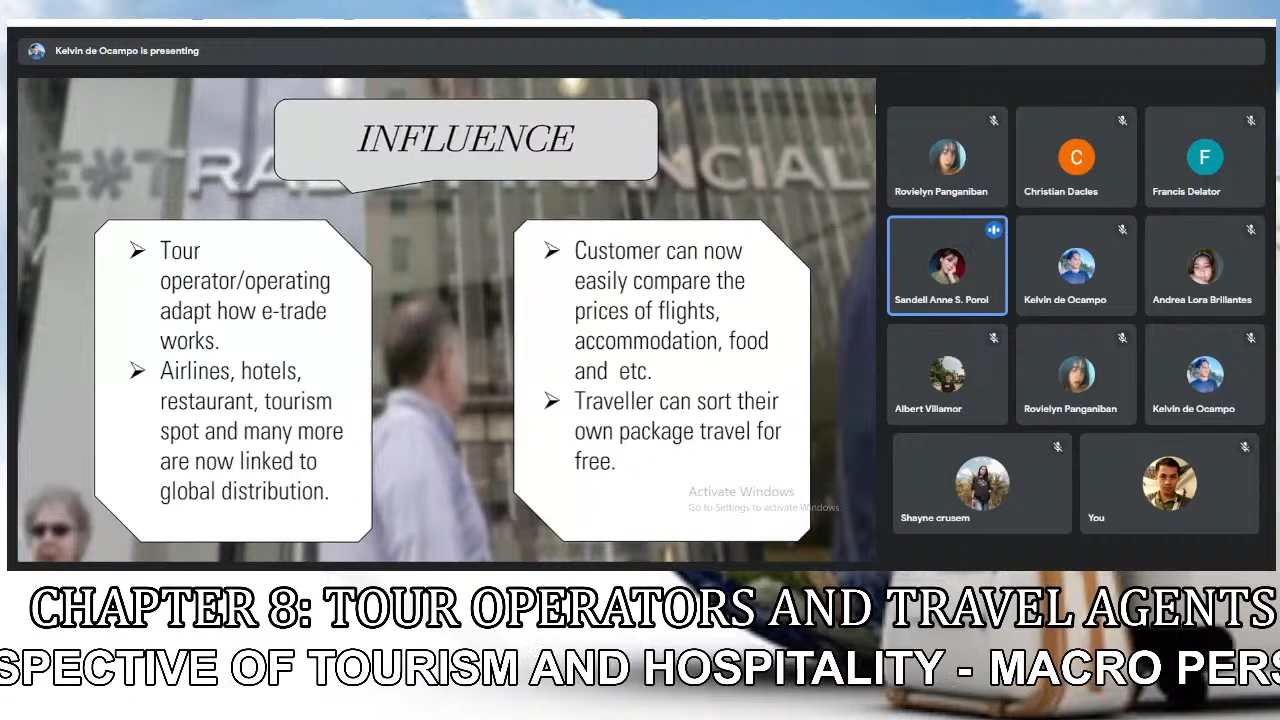 Kelvin de Ocampo is presenting
INFLUENCE
E*TRADE FINANCIAL
➢ Tour
operator/operating
adapt how e-trade
works.
➢ Airlines, hotels,
restaurant, tourism
spot and many more
are now linked to
global distribution.
➢ Customer can now
easily compare the
prices of flights,
accommodation, food
and etc.
➢ Traveller can sort their
own package travel for
free.
Activate Windows
Go to Settings to activate Windows.
Rovielyn Panganiban
Christian Dacles
Francis Delator
C
F
Sandell Anne S. Porol
Kelvin de Ocampo
Andrea Lora Brillantes
Albert Villamor
Rovielyn Panganiban
Kelvin de Ocampo
Shayne crusem
You
CHAPTER 8: TOUR OPERATORS AND TRAVEL AGENTS
SPECTIVE OF TOURISM AND HOSPITALITY - MACRO PERS